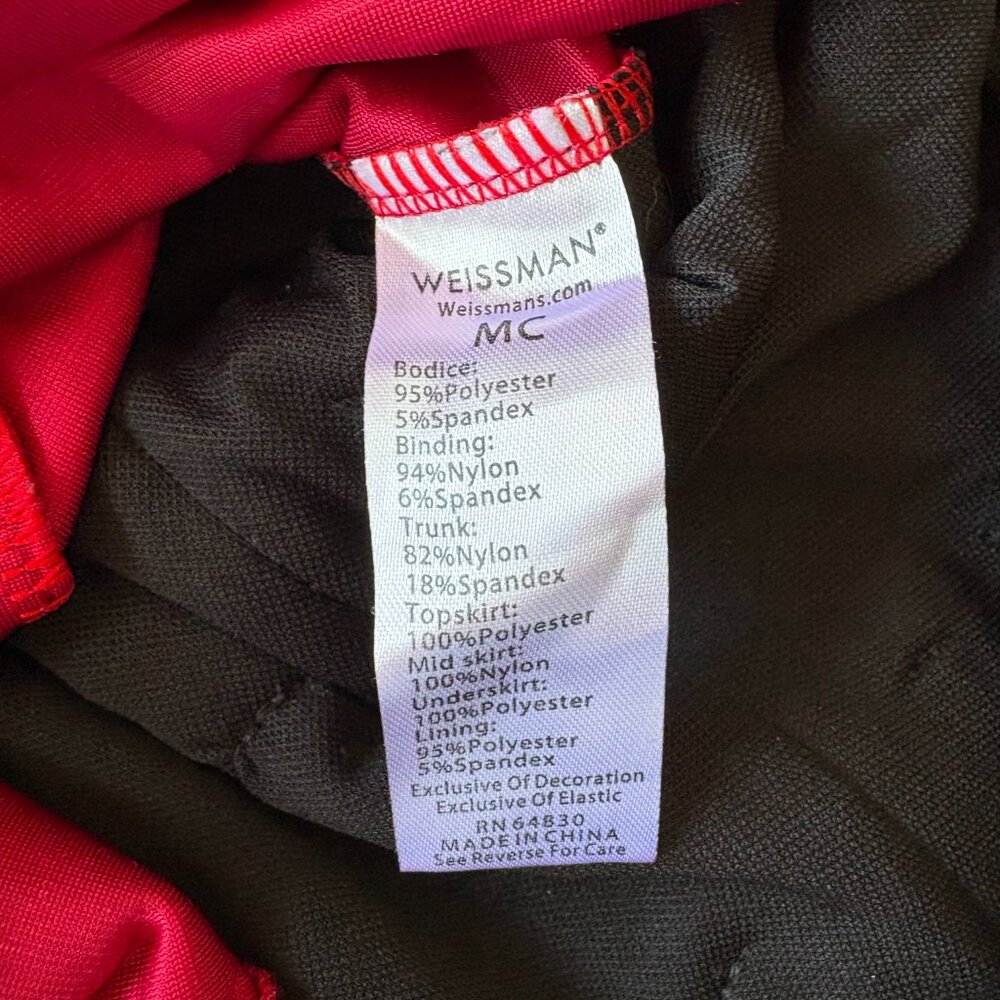 WEISSMAN®
Weissmans.com
MC
Bodice:
95%Polyester
5%Spandex
Binding:
94%Nylon
6%Spandex
Trunk:
82%Nylon
18%Spandex
Topskirt:
100%Polyester
Mid skirt:
100%Nylon
Underskirt:
100%Polyester
Lining:
95%Polyester
5%Spandex
Exclusive Of Decoration
Exclusive Of Elastic
RN 64830
MADE IN CHINA
See Reverse For Care